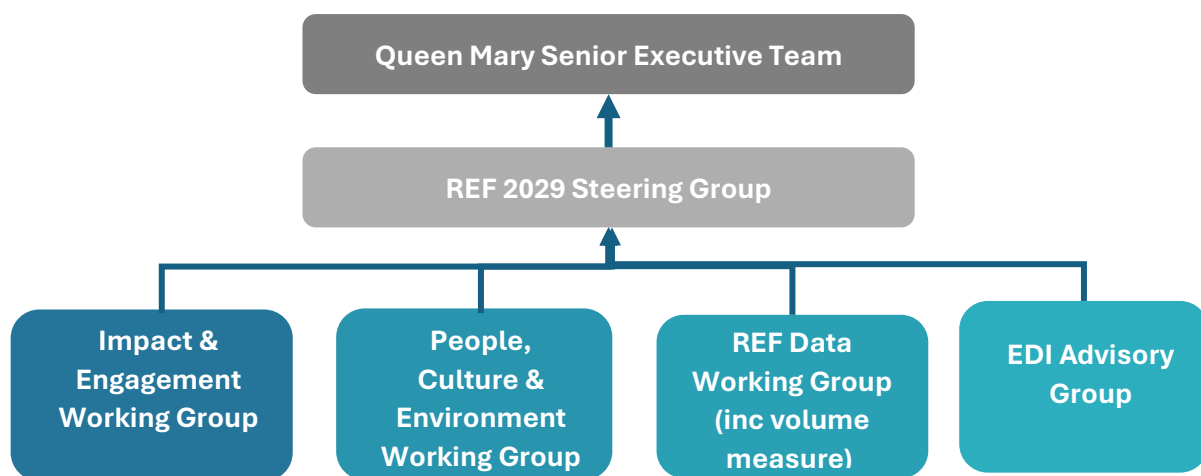 Queen Mary Senior Executive Team
REF 2029 Steering Group
Impact &
Engagement
Working Group
People,
Culture &
Environment
Working Group
REF Data
Working Group
(inc volume
measure)
EDI Advisory
Group